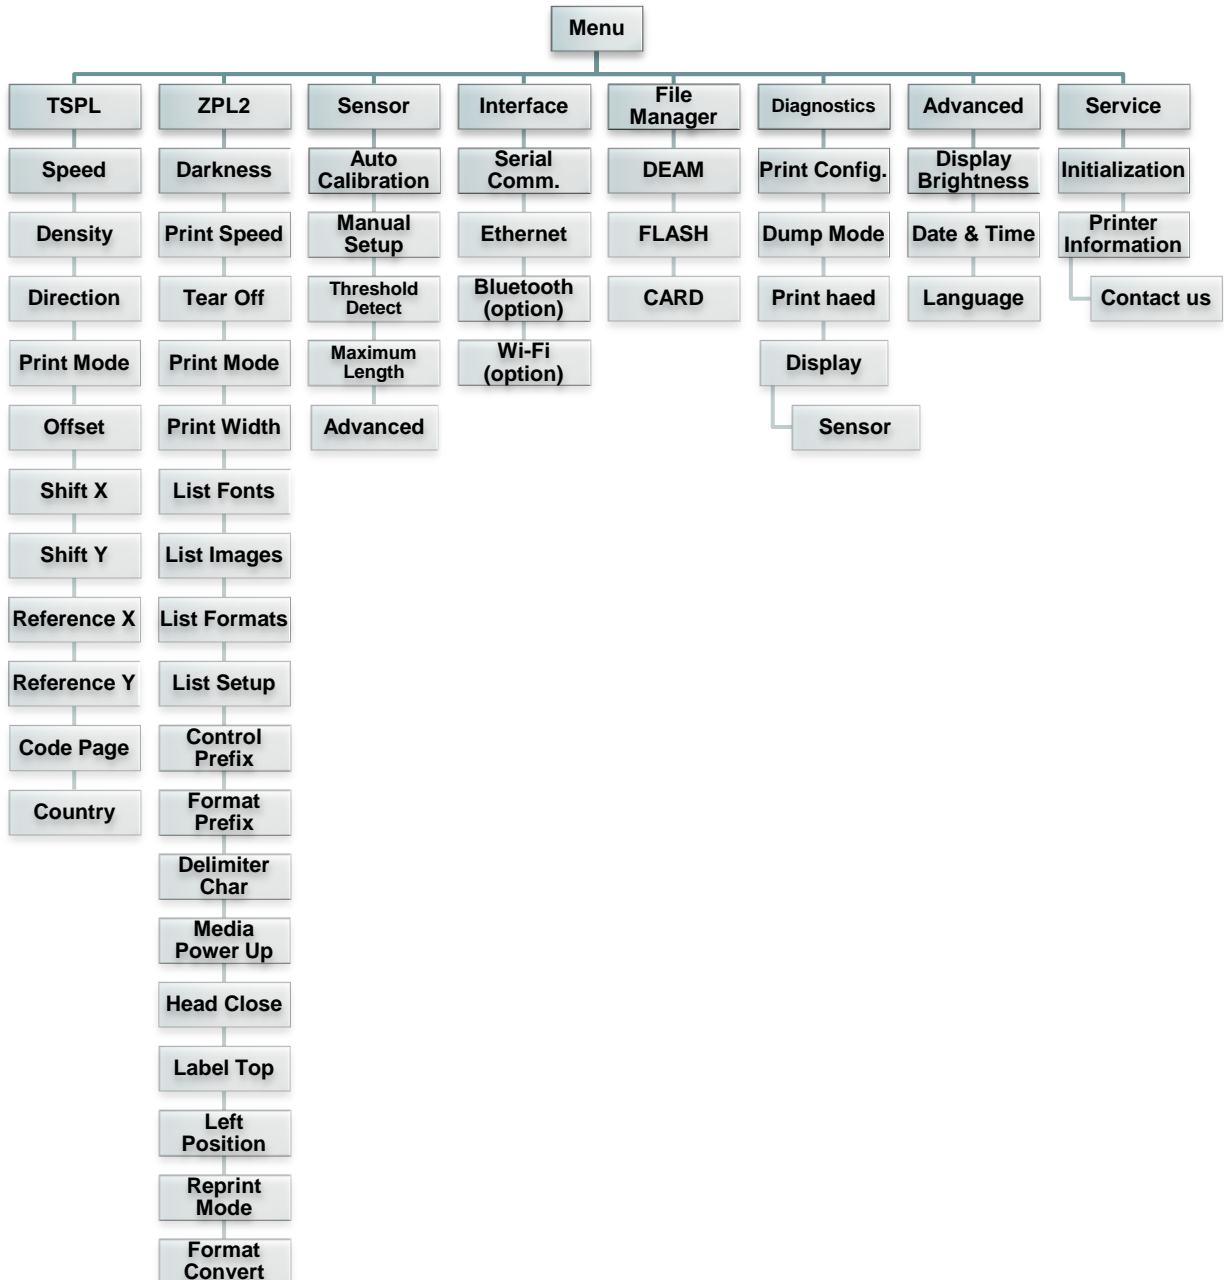 Menu
TSPL
Speed
Density
Direction
Print Mode
Offset
Shift X
Shift Y
Reference X
Reference Y
Code Page
Country
ZPL2
Darkness
Print Speed
Tear Off
Print Mode
Print Width
List Fonts
List Images
List Formats
List Setup
Control
Prefix
Format
Prefix
Delimiter
Char
Media
Power Up
Head Close
Label Top
Left
Position
Reprint
Mode
Format
Convert
Sensor
Auto
Calibration
Manual
Setup
Threshold
Detect
Maximum
Length
Advanced
Interface
Serial
Comm.
Ethernet
Bluetooth
(option)
Wi-Fi
(option)
File
Manager
DEAM
FLASH
CARD
Diagnostics
Print Config.
Dump Mode
Print haed
Display
Sensor
Advanced
Display
Brightness
Date & Time
Language
Service
Initialization
Printer
Information
Contact us